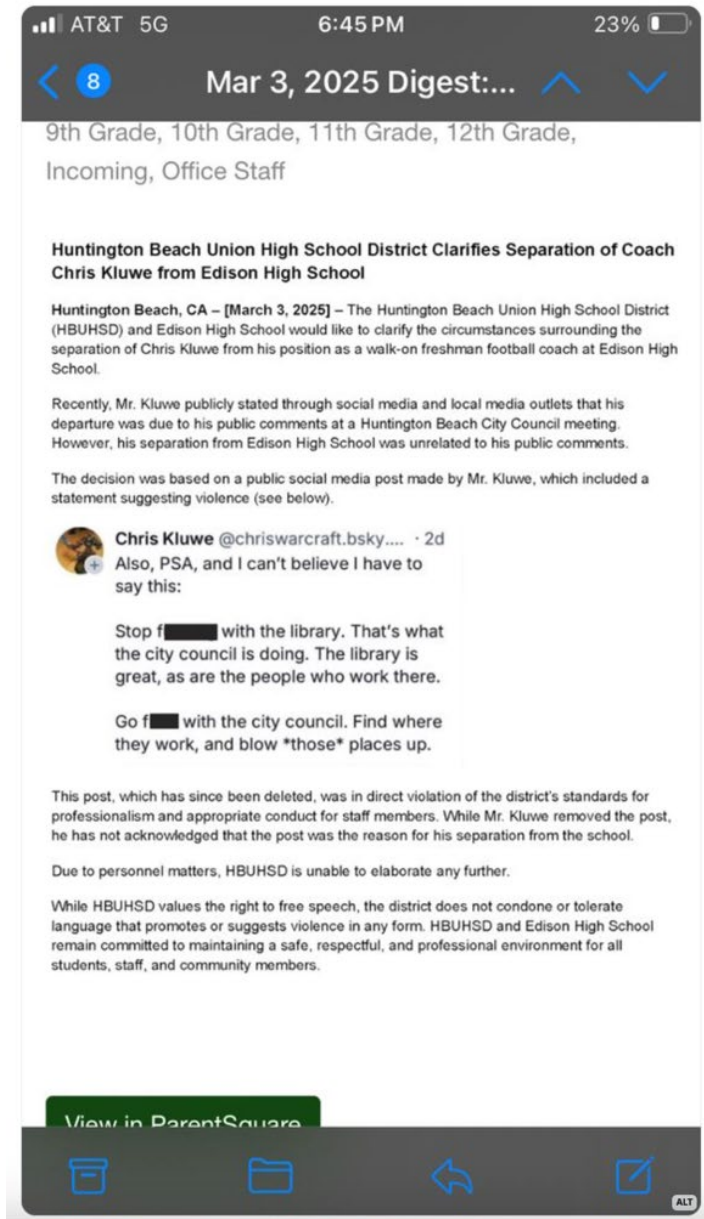 AT&T 5G 6:45 PM 23%
8 Mar 3, 2025 Digest:...
9th Grade, 10th Grade, 11th Grade, 12th Grade,
Incoming, Office Staff
Huntington Beach Union High School District Clarifies Separation of Coach
Chris Kluwe from Edison High School
Huntington Beach, CA – [March 3, 2025] – The Huntington Beach Union High School District
(HBUHSD) and Edison High School would like to clarify the circumstances surrounding the
separation of Chris Kluwe from his position as a walk-on freshman football coach at Edison High
School.
Recently, Mr. Kluwe publicly stated through social media and local media outlets that his
departure was due to his public comments at a Huntington Beach City Council meeting.
However, his separation from Edison High School was unrelated to his public comments.
The decision was based on a public social media post made by Mr. Kluwe, which included a
statement suggesting violence (see below).
Chris Kluwe @chriswarcraft.bsky.... · 2d
Also, PSA, and I can't believe I have to
say this:
Stop f with the library. That's what
the city council is doing. The library is
great, as are the people who work there.
Go f with the city council. Find where
they work, and blow *those* places up.
This post, which has since been deleted, was in direct violation of the district's standards for
professionalism and appropriate conduct for staff members. While Mr. Kluwe removed the post,
he has not acknowledged that the post was the reason for his separation from the school.
Due to personnel matters, HBUHSD is unable to elaborate any further.
While HBUHSD values the right to free speech, the district does not condone or tolerate
language that promotes or suggests violence in any form. HBUHSD and Edison High School
remain committed to maintaining a safe, respectful, and professional environment for all
students, staff, and community members.
View in ParentSquare
ALT